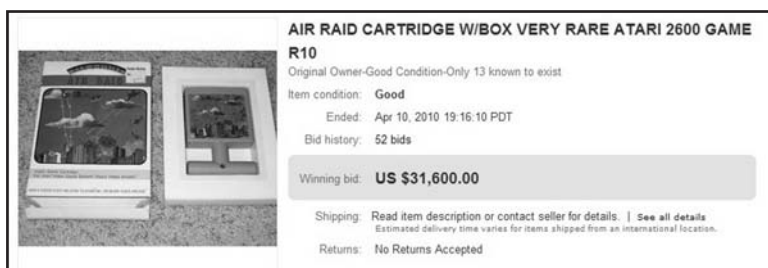 AIR RAID CARTRIDGE W/BOX VERY RARE ATARI 2600 GAME
R10
Original Owner-Good Condition-Only 13 known to exist
Item condition: Good
Ended: Apr 10, 2010 19:16:10 PDT
Bid history: 52 bids
Winning bid: US $31,600.00
Shipping: Read item description or contact seller for details. | See all details
Estimated delivery time varies for items shipped from an international location.
Returns: No Returns Accepted